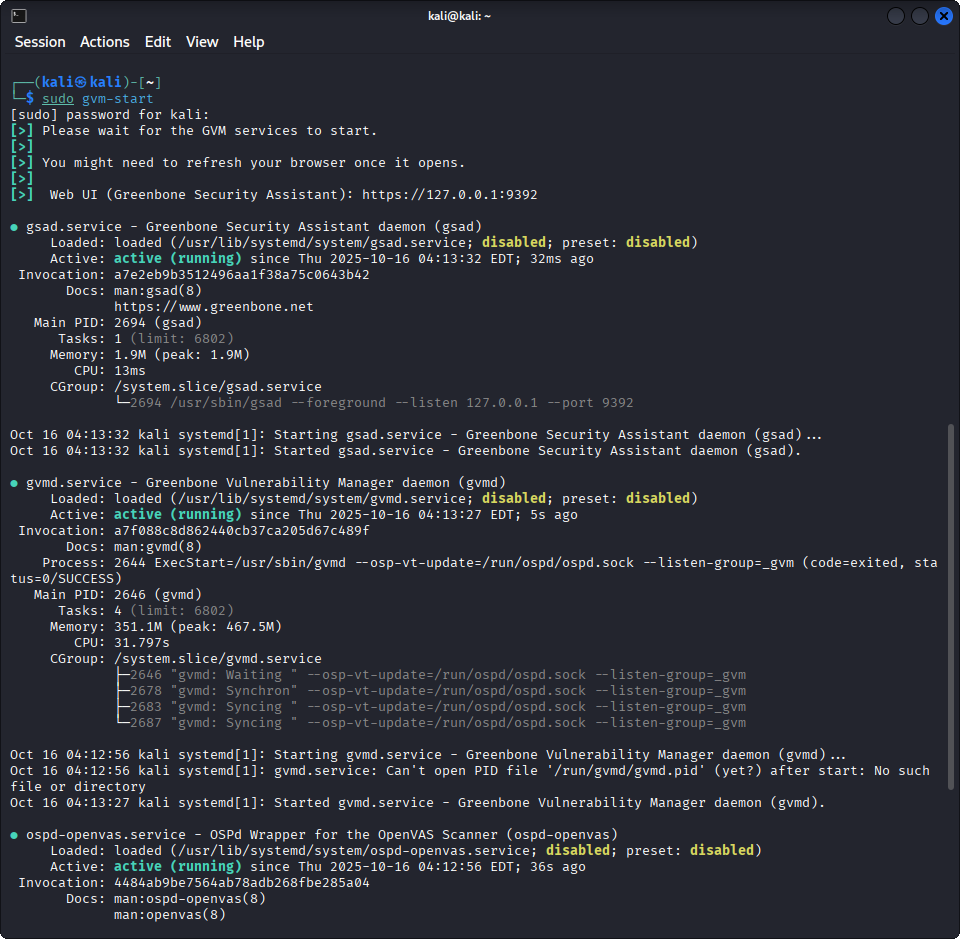 kali@kali: ~
Session Actions Edit View Help
┌──(kali㉿kali)-[~]
└─$ sudo gvm-start
[sudo] password for kali:
[>] Please wait for the GVM services to start.
[>]
[>] You might need to refresh your browser once it opens.
[>]
[>]  Web UI (Greenbone Security Assistant): https://127.0.0.1:9392
● gsad.service - Greenbone Security Assistant daemon (gsad)
     Loaded: loaded (/usr/lib/systemd/system/gsad.service; disabled; preset: disabled)
     Active: active (running) since Thu 2025-10-16 04:13:32 EDT; 32ms ago
 Invocation: a7e2eb9b3512496aa1f38a75c0643b42
       Docs: man:gsad(8)
             https://www.greenbone.net
   Main PID: 2694 (gsad)
      Tasks: 1 (limit: 6802)
     Memory: 1.9M (peak: 1.9M)
        CPU: 13ms
     CGroup: /system.slice/gsad.service
             └─2694 /usr/sbin/gsad --foreground --listen 127.0.0.1 --port 9392
Oct 16 04:13:32 kali systemd[1]: Starting gsad.service - Greenbone Security Assistant daemon (gsad)...
Oct 16 04:13:32 kali systemd[1]: Started gsad.service - Greenbone Security Assistant daemon (gsad).
● gvmd.service - Greenbone Vulnerability Manager daemon (gvmd)
     Loaded: loaded (/usr/lib/systemd/system/gvmd.service; disabled; preset: disabled)
     Active: active (running) since Thu 2025-10-16 04:13:27 EDT; 5s ago
 Invocation: a7f088c8d862440cb37ca205d67c489f
       Docs: man:gvmd(8)
    Process: 2644 ExecStart=/usr/sbin/gvmd --osp-vt-update=/run/ospd/ospd.sock --listen-group=_gvm (code=exited, sta
tus=0/SUCCESS)
   Main PID: 2646 (gvmd)
      Tasks: 4 (limit: 6802)
     Memory: 351.1M (peak: 467.5M)
        CPU: 31.797s
     CGroup: /system.slice/gvmd.service
             ├─2646 "gvmd: Waiting " --osp-vt-update=/run/ospd/ospd.sock --listen-group=_gvm
             ├─2678 "gvmd: Synchron" --osp-vt-update=/run/ospd/ospd.sock --listen-group=_gvm
             ├─2683 "gvmd: Syncing " --osp-vt-update=/run/ospd/ospd.sock --listen-group=_gvm
             └─2687 "gvmd: Syncing " --osp-vt-update=/run/ospd/ospd.sock --listen-group=_gvm
Oct 16 04:12:56 kali systemd[1]: Starting gvmd.service - Greenbone Vulnerability Manager daemon (gvmd)...
Oct 16 04:12:56 kali systemd[1]: gvmd.service: Can't open PID file '/run/gvmd/gvmd.pid' (yet?) after start: No such
file or directory
Oct 16 04:13:27 kali systemd[1]: Started gvmd.service - Greenbone Vulnerability Manager daemon (gvmd).
● ospd-openvas.service - OSPd Wrapper for the OpenVAS Scanner (ospd-openvas)
     Loaded: loaded (/usr/lib/systemd/system/ospd-openvas.service; disabled; preset: disabled)
     Active: active (running) since Thu 2025-10-16 04:12:56 EDT; 36s ago
 Invocation: 4484ab9be7564ab78adb268fbe285a04
       Docs: man:ospd-openvas(8)
             man:openvas(8)